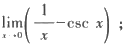 lim_{x→0}(1/x − csc x) ;